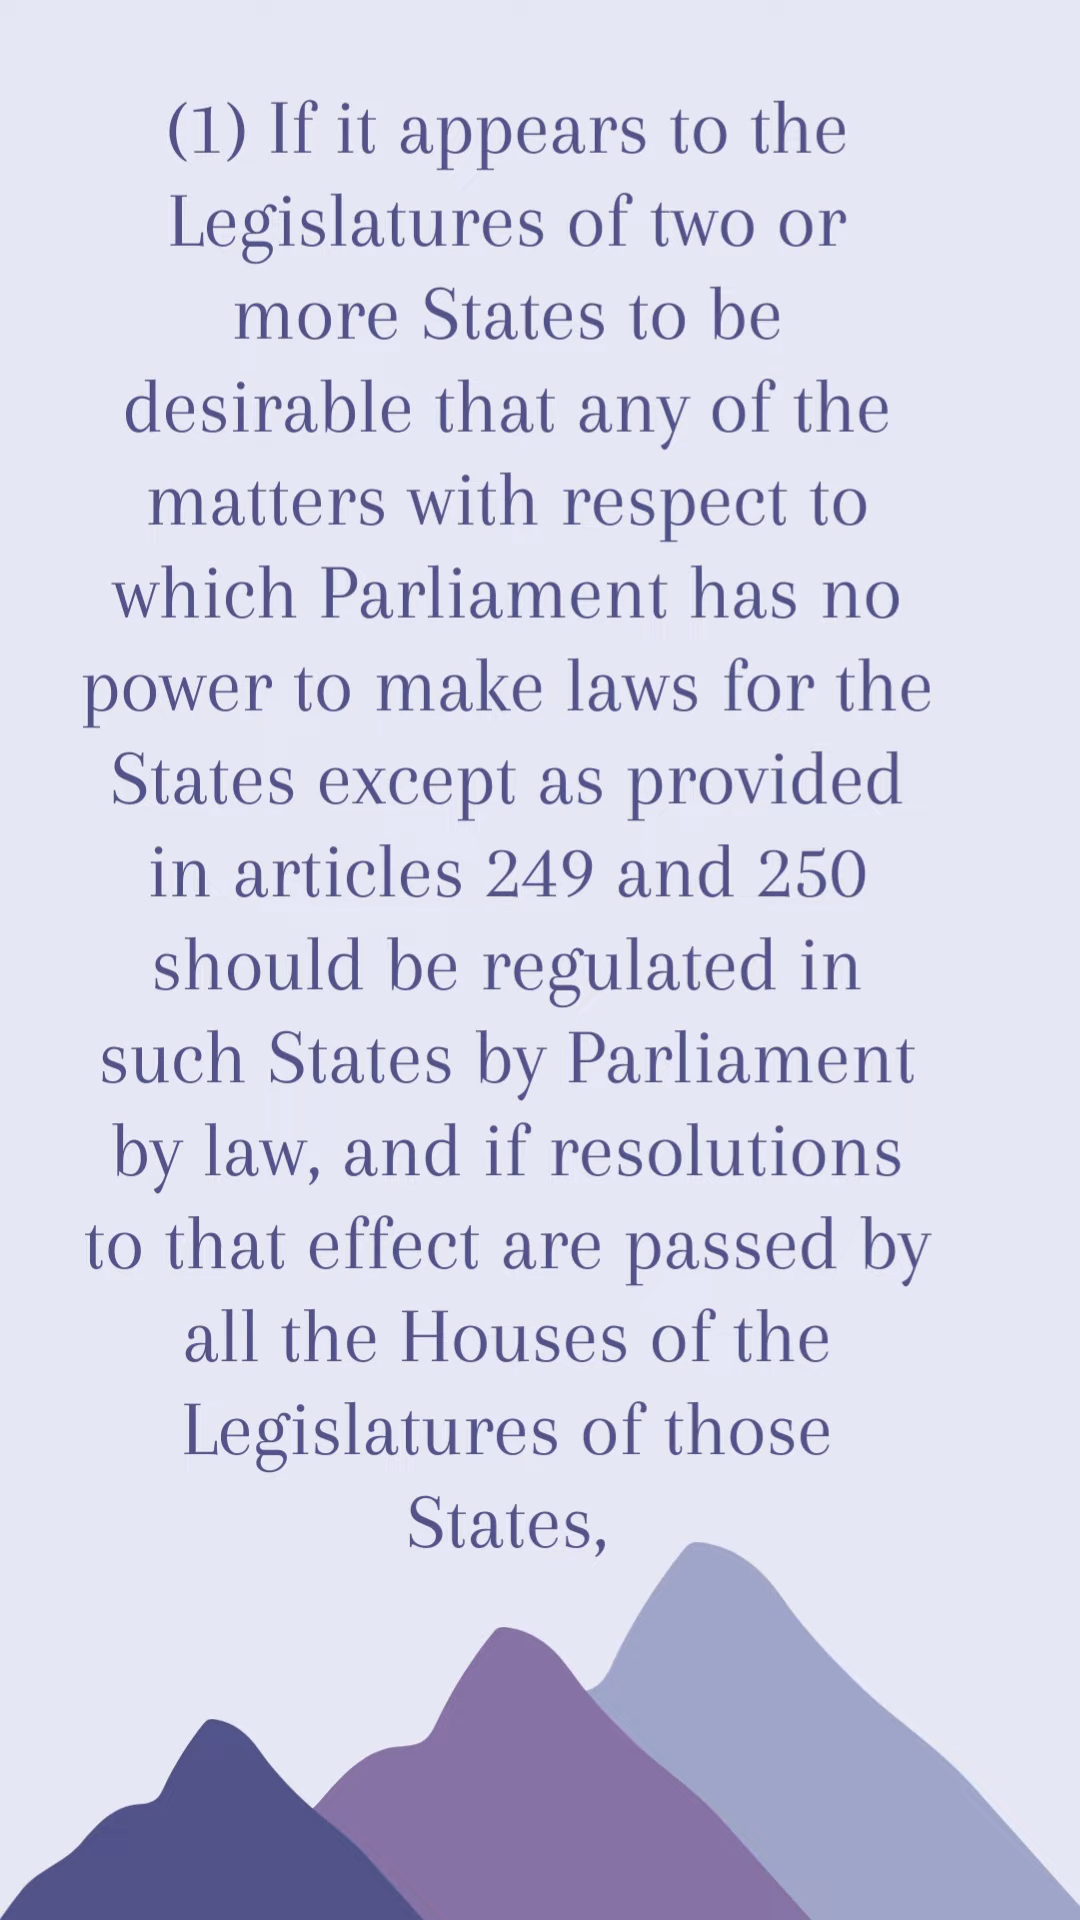 (1) If it appears to the
Legislatures of two or
more States to be
desirable that any of the
matters with respect to
which Parliament has no
power to make laws for the
States except as provided
in articles 249 and 250
should be regulated in
such States by Parliament
by law, and if resolutions
to that effect are passed by
all the Houses of the
Legislatures of those
States,